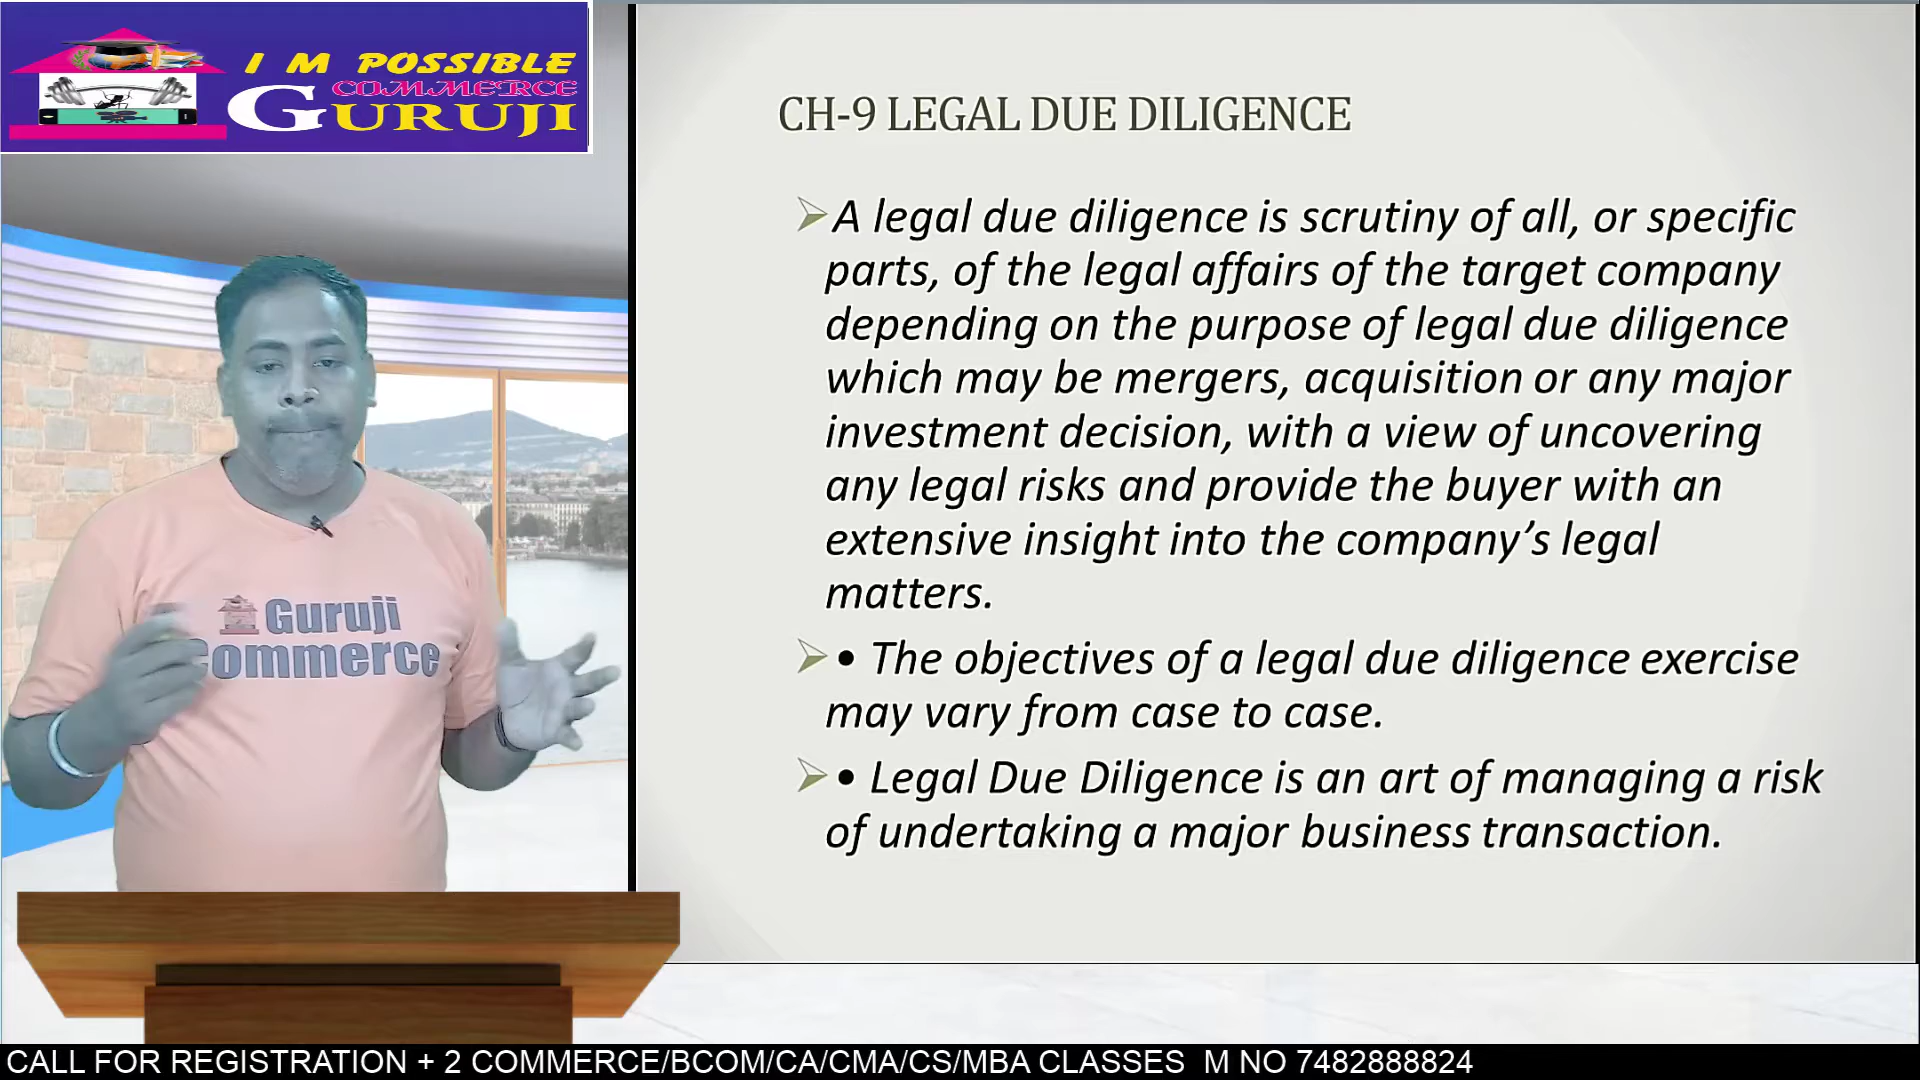 I M POSSIBLE
COMMERCE
GURUJI
CH-9 LEGAL DUE DILIGENCE
A legal due diligence is scrutiny of all, or specific
parts, of the legal affairs of the target company
depending on the purpose of legal due diligence
which may be mergers, acquisition or any major
investment decision, with a view of uncovering
any legal risks and provide the buyer with an
extensive insight into the company’s legal
matters.
• The objectives of a legal due diligence exercise
may vary from case to case.
• Legal Due Diligence is an art of managing a risk
of undertaking a major business transaction.
Guruji
Commerce
CALL FOR REGISTRATION + 2 COMMERCE/BCOM/CA/CMA/CS/MBA CLASSES M NO 7482888824